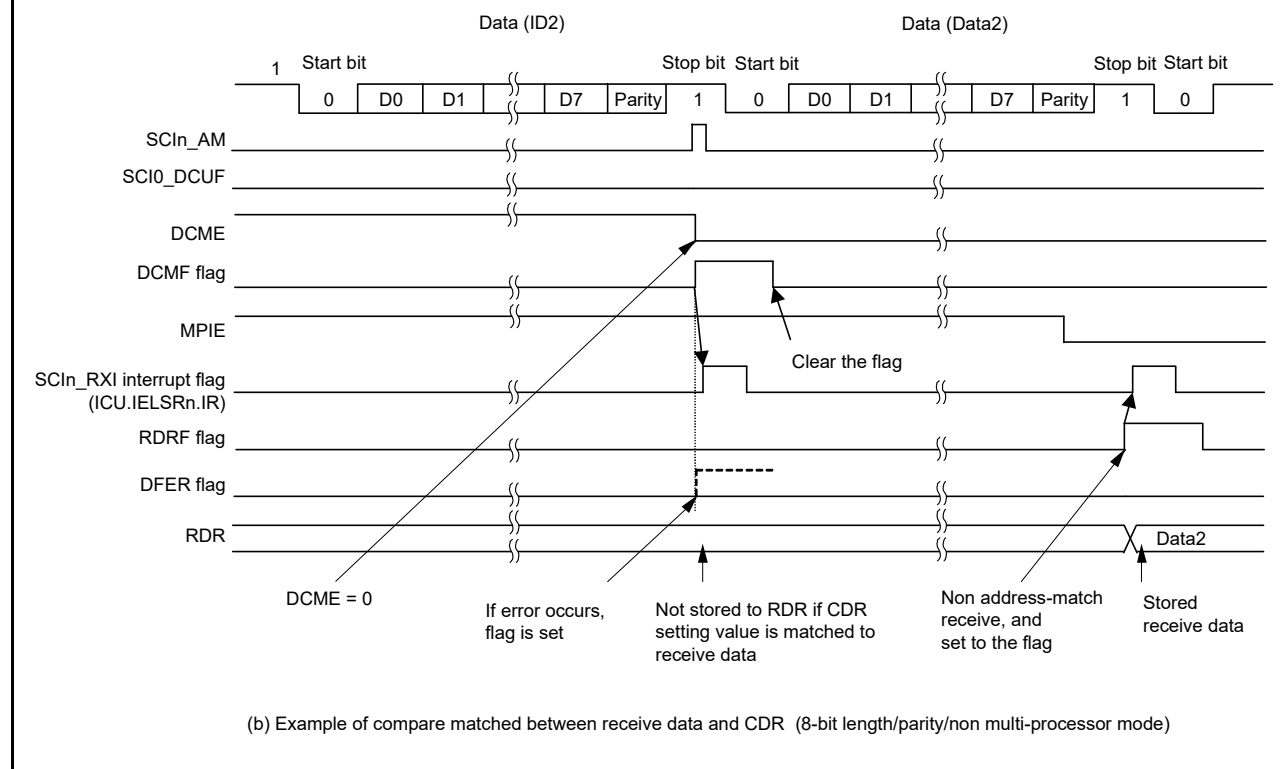 Data (ID2) Data (Data2)
1 Start bit Stop bit Start bit Stop bit Start bit
0 D0 D1 D7 Parity 1 0 D0 D1 D7 Parity 1 0
SCIn_AM
SCI0_DCUF
DCME
DCMF flag
MPIE
Clear the flag
SCIn_RXI interrupt flag
(ICU.IELSRn.IR)
RDRF flag
DFER flag
RDR
Data2
DCME = 0
If error occurs,
flag is set
Not stored to RDR if CDR
setting value is matched to
receive data
Non address-match
receive, and
set to the flag
Stored
receive data
(b) Example of compare matched between receive data and CDR (8-bit length/parity/non multi-processor mode)